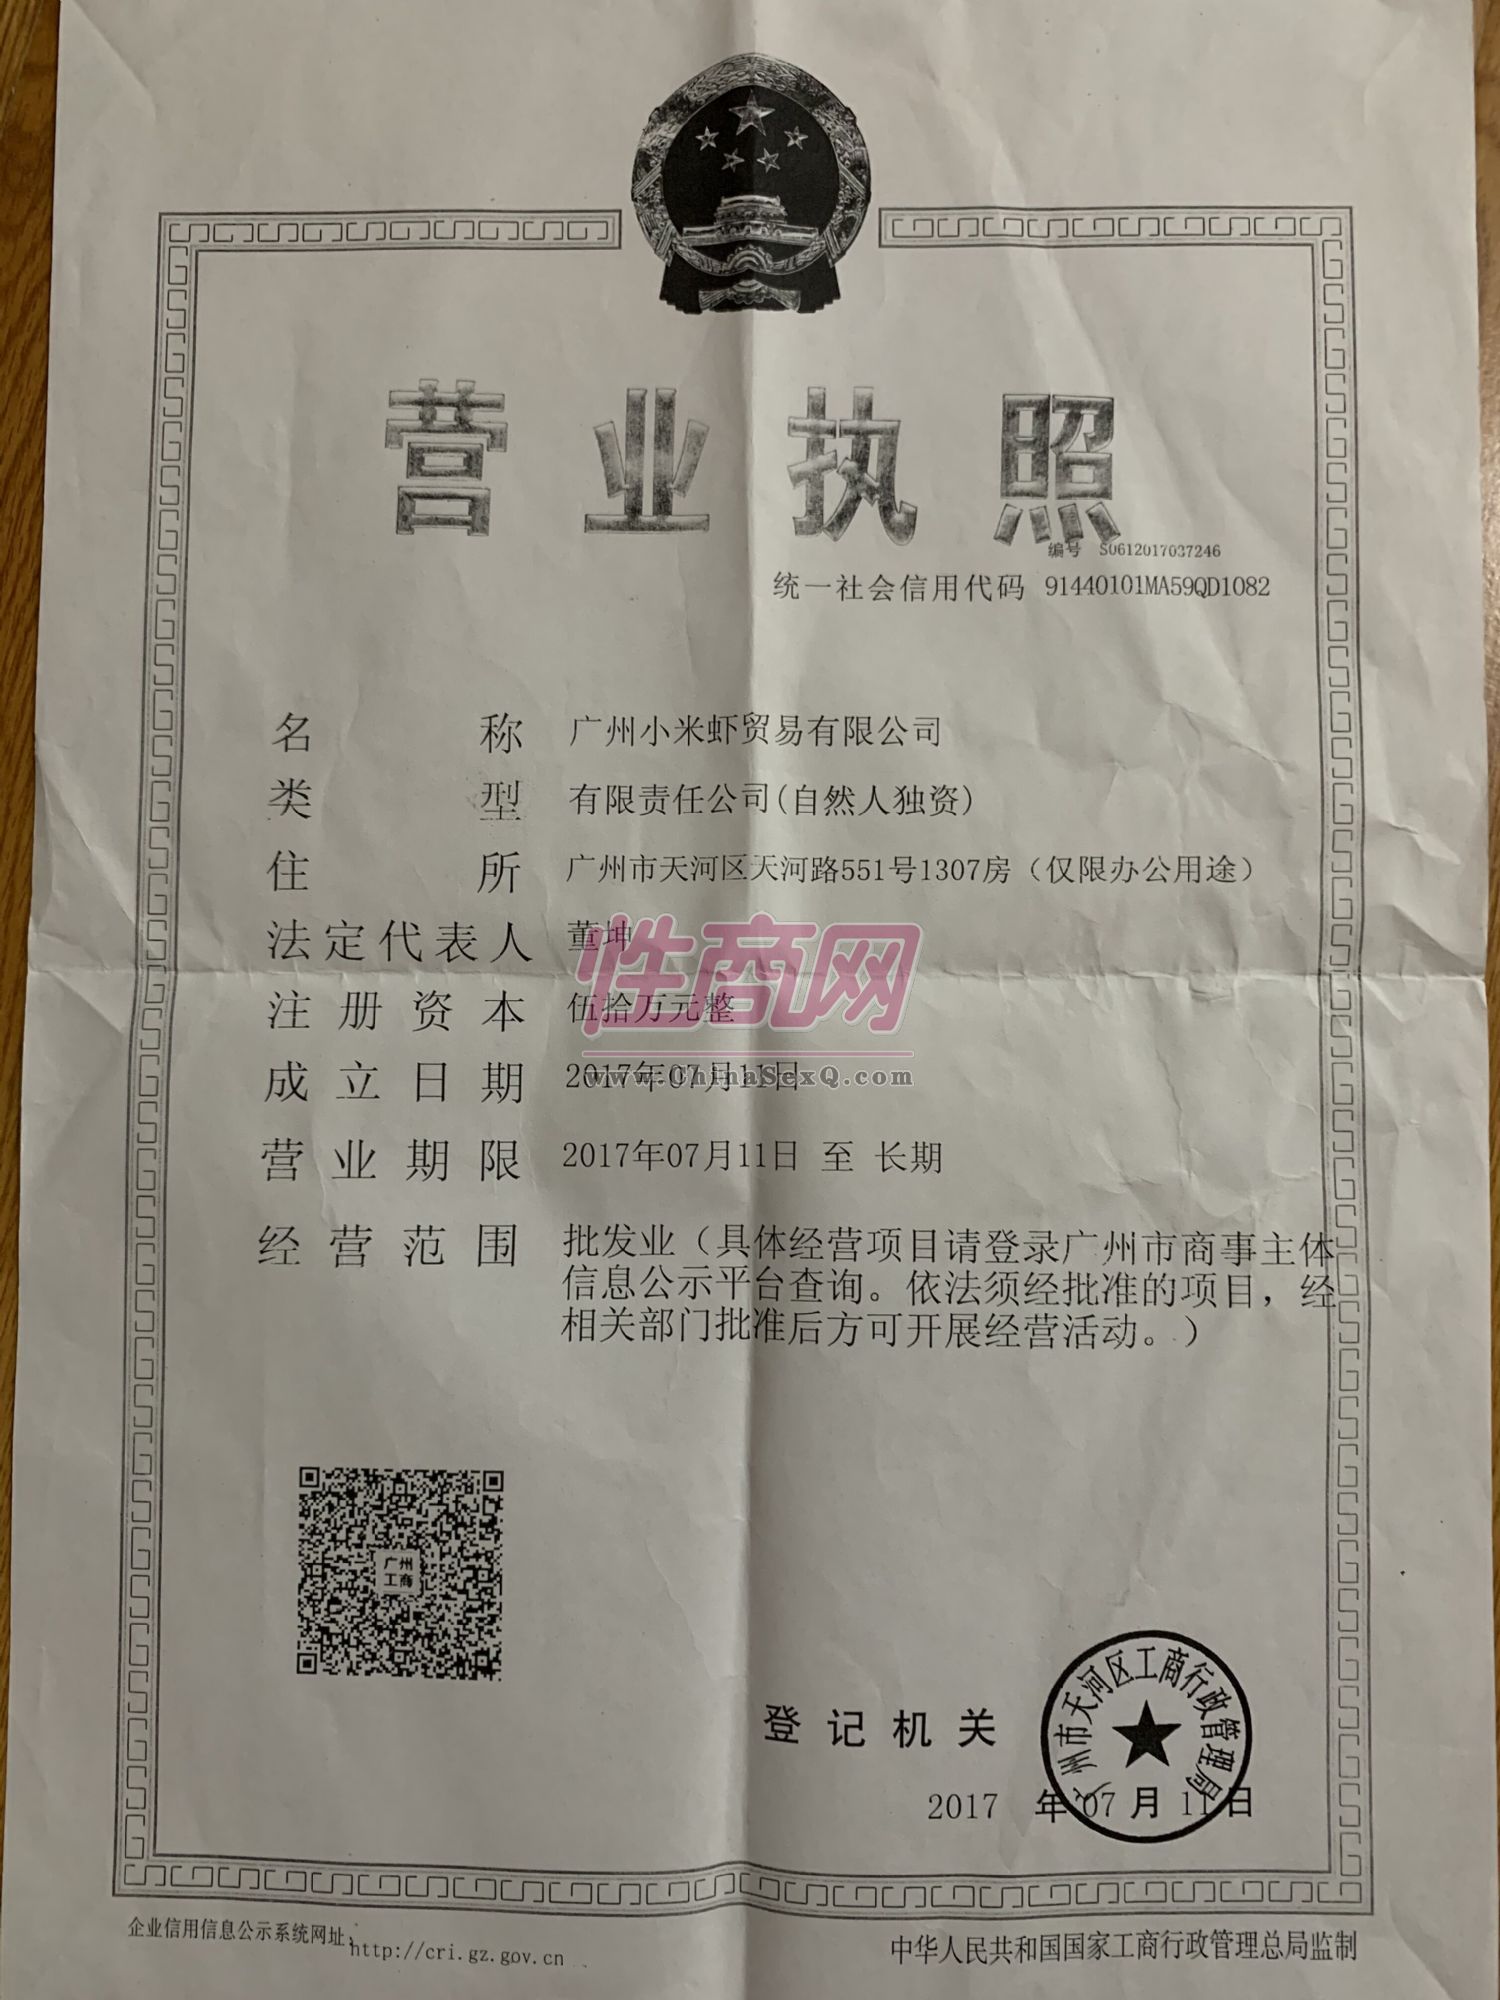 营业执照
编号 S0612017037246
统一社会信用代码 91440101MA59QD1082
名称 广州小米虾贸易有限公司
类型 有限责任公司(自然人独资)
住所 广州市天河区天河路551号1307房（仅限办公用途）
法定代表人 董坤
注册资本 伍拾万元整
成立日期 2017年07月11日
营业期限 2017年07月11日 至 长期
经营范围 批发业（具体经营项目请登录广州市商事主体
信息公示平台查询。依法须经批准的项目，经
相关部门批准后方可开展经营活动。）
性商网
www.ChinaSexQ.com
广州
工商
登记机关
广州市天河区工商行政管理局
2017 年 07 月 11 日
企业信用信息公示系统网址：http://cri.gz.gov.cn
中华人民共和国国家工商行政管理总局监制